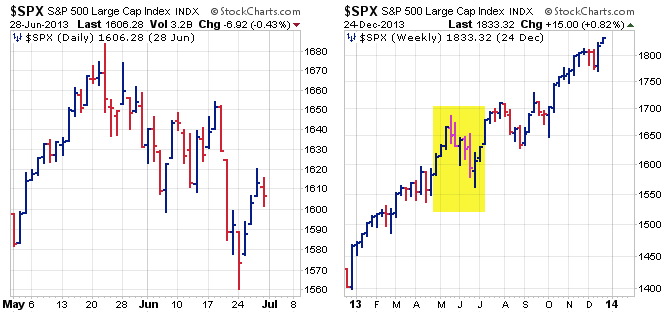 $SPX S&P 500 Large Cap Index INDX © StockCharts.com
28-Jun-2013 Last 1606.28 Vol 3.2B Chg -6.92 (-0.43%)
$SPX (Daily) 1606.28 (28 Jun)
1680
1670
1660
1650
1640
1630
1620
1610
1600
1590
1580
1570
1560
May 6 13 20 28 Jun 10 17 24 Jul 8
$SPX S&P 500 Large Cap Index INDX © StockCharts.com
24-Dec-2013 Last 1833.32 Chg +15.00 (+0.82%)
$SPX (Weekly) 1833.32 (24 Dec)
1800
1750
1700
1650
1600
1550
1500
1450
1400
13 F M A M J J A S O N D 14